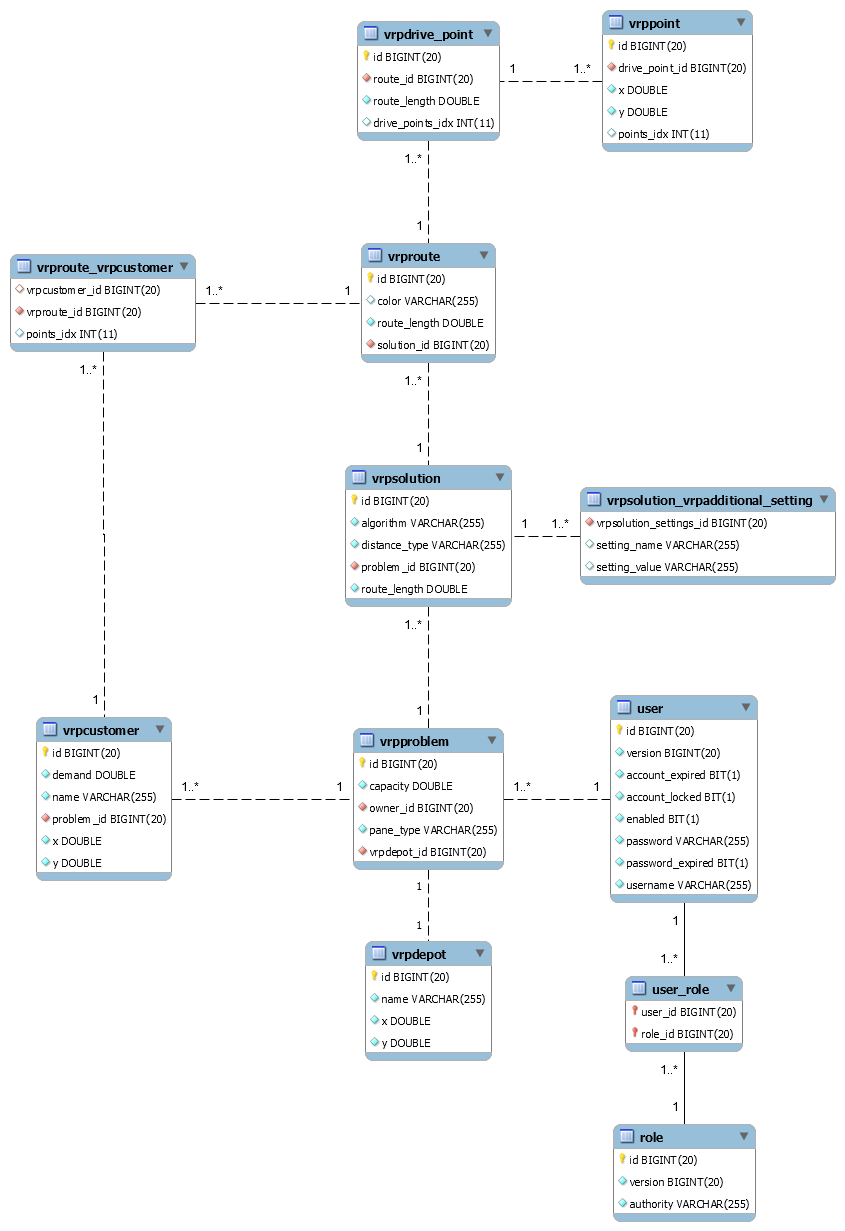 vrpdrive_point
id BIGINT(20)
route_id BIGINT(20)
route_length DOUBLE
drive_points_idx INT(11)
1
1..*
vrppoint
id BIGINT(20)
drive_point_id BIGINT(20)
x DOUBLE
y DOUBLE
points_idx INT(11)
1..*
1
vrproute_vrpcustomer
vrpcustomer_id BIGINT(20)
vrproute_id BIGINT(20)
points_idx INT(11)
1..*
1
vrproute
id BIGINT(20)
color VARCHAR(255)
route_length DOUBLE
solution_id BIGINT(20)
1..*
1..*
1
vrpsolution
id BIGINT(20)
algorithm VARCHAR(255)
distance_type VARCHAR(255)
problem_id BIGINT(20)
route_length DOUBLE
1
1..*
vrpsolution_vrpadditional_setting
vrpsolution_settings_id BIGINT(20)
setting_name VARCHAR(255)
setting_value VARCHAR(255)
1..*
1
1
vrpcustomer
id BIGINT(20)
demand DOUBLE
name VARCHAR(255)
problem_id BIGINT(20)
x DOUBLE
y DOUBLE
1..*
1
vrpproblem
id BIGINT(20)
capacity DOUBLE
owner_id BIGINT(20)
pane_type VARCHAR(255)
vrpdepot_id BIGINT(20)
1..*
1
user
id BIGINT(20)
version BIGINT(20)
account_expired BIT(1)
account_locked BIT(1)
enabled BIT(1)
password VARCHAR(255)
password_expired BIT(1)
username VARCHAR(255)
1
1
vrpdepot
id BIGINT(20)
name VARCHAR(255)
x DOUBLE
y DOUBLE
1
1..*
user_role
user_id BIGINT(20)
role_id BIGINT(20)
1..*
1
role
id BIGINT(20)
version BIGINT(20)
authority VARCHAR(255)